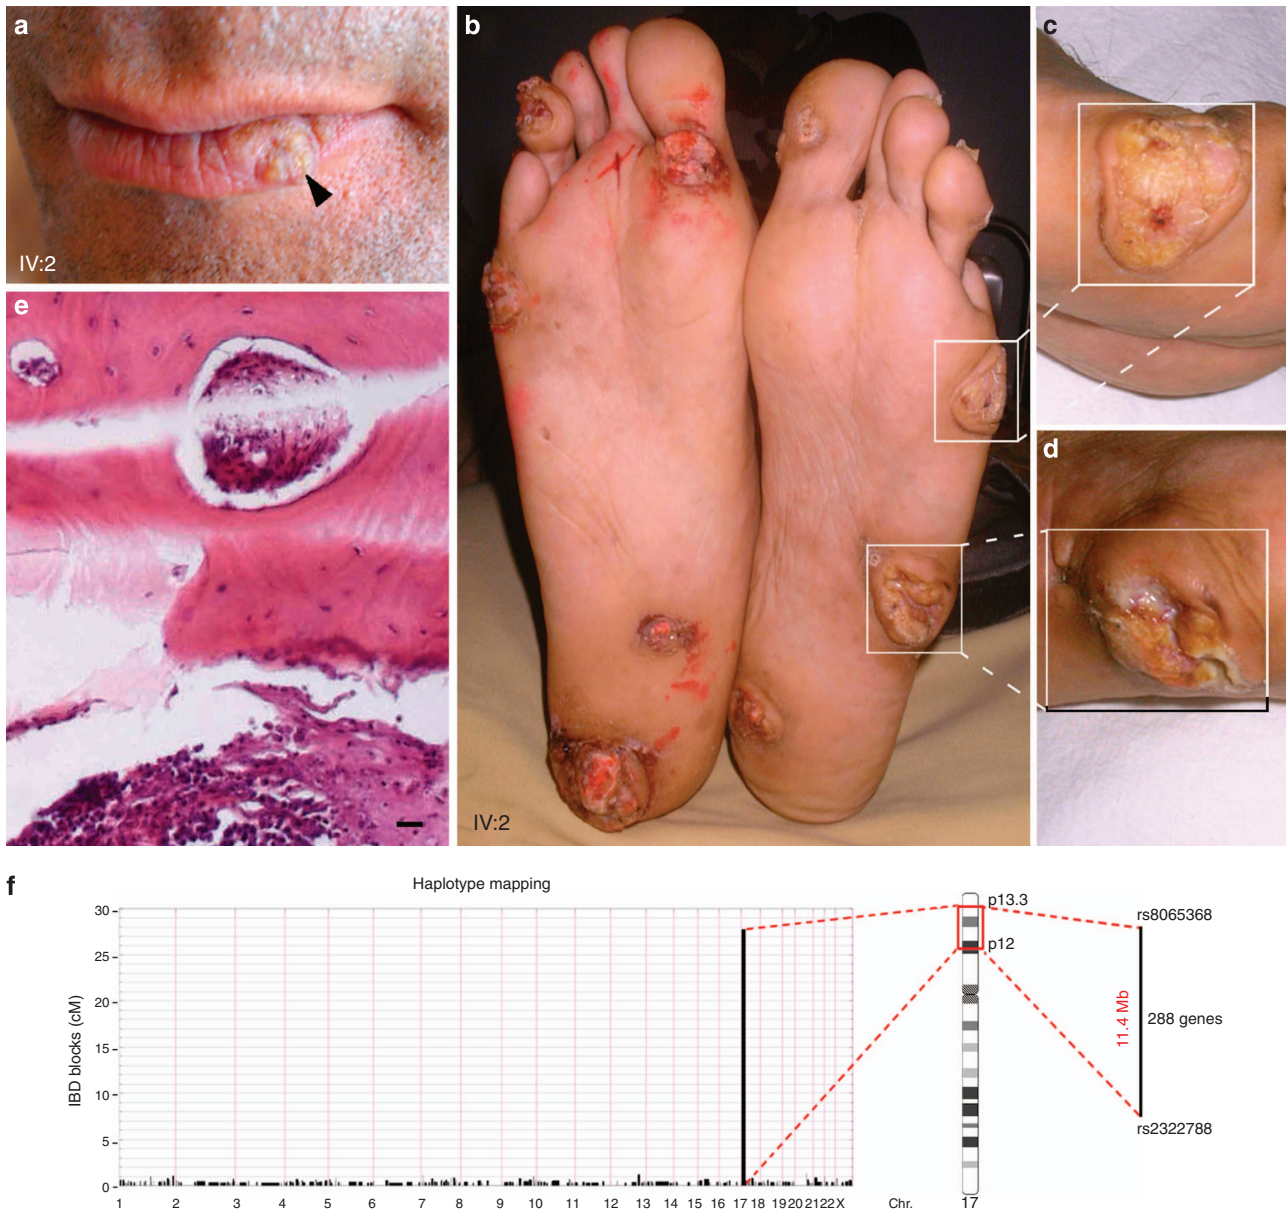 a
IV:2
b
IV:2
c
d
e
f
Haplotype mapping
IBD blocks (cM)
30
25
20
15
10
5
0
1 2 3 4 5 6 7 8 9 10 11 12 13 14 15 16 17 18 19 20 21 22 X
Chr.
17
p13.3
p12
rs8065368
11.4 Mb
288 genes
rs2322788